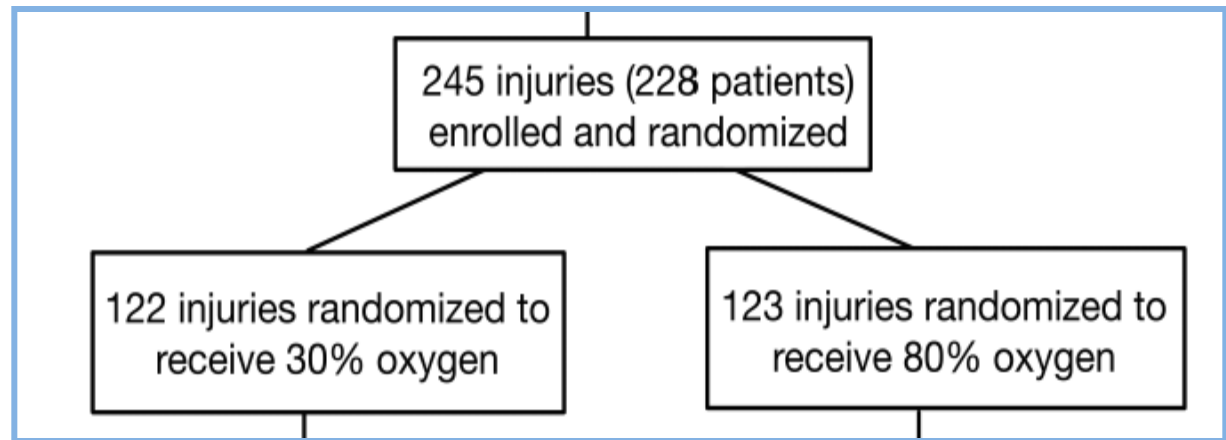 245 injuries (228 patients)
enrolled and randomized
122 injuries randomized to
receive 30% oxygen
123 injuries randomized to
receive 80% oxygen